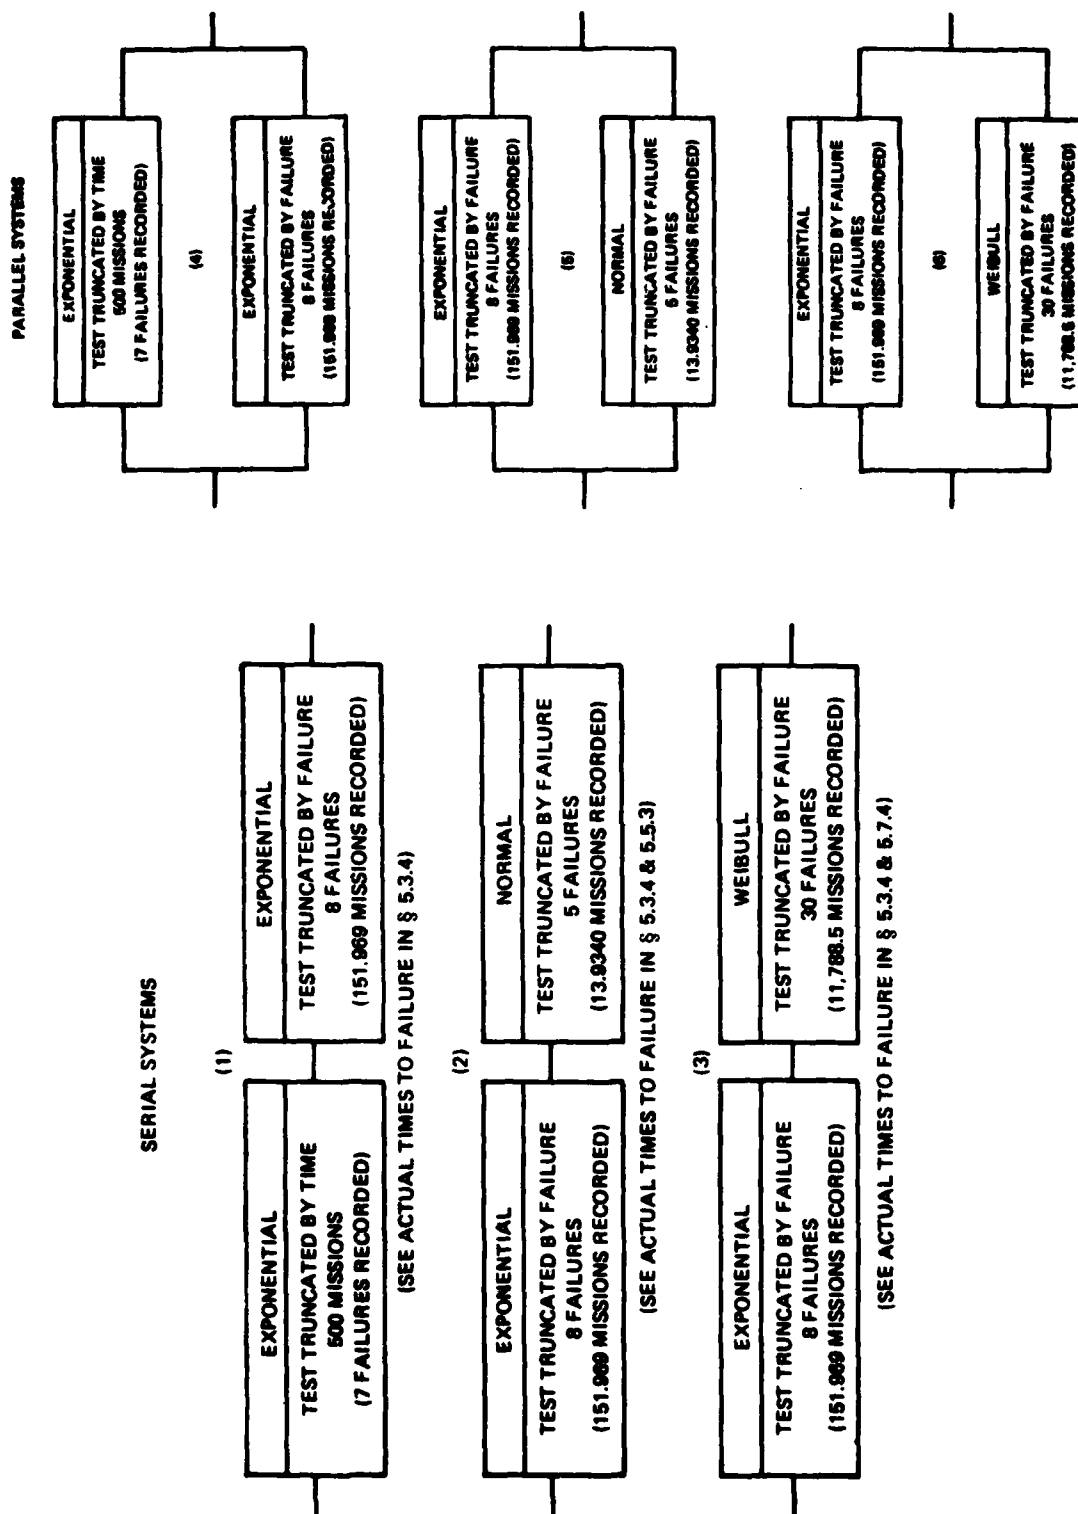 SERIAL SYSTEMS
(1)
EXPONENTIAL
TEST TRUNCATED BY TIME
500 MISSIONS
(7 FAILURES RECORDED)
EXPONENTIAL
TEST TRUNCATED BY FAILURE
8 FAILURES
(151.969 MISSIONS RECORDED)
(SEE ACTUAL TIMES TO FAILURE IN § 5.3.4)
(2)
EXPONENTIAL
TEST TRUNCATED BY FAILURE
8 FAILURES
(151.969 MISSIONS RECORDED)
NORMAL
TEST TRUNCATED BY FAILURE
5 FAILURES
(13.9340 MISSIONS RECORDED)
(SEE ACTUAL TIMES TO FAILURE IN § 5.3.4 & 5.5.3)
(3)
EXPONENTIAL
TEST TRUNCATED BY FAILURE
8 FAILURES
(151.969 MISSIONS RECORDED)
WEIBULL
TEST TRUNCATED BY FAILURE
30 FAILURES
(11,788.5 MISSIONS RECORDED)
(SEE ACTUAL TIMES TO FAILURE IN § 5.3.4 & 5.7.4)
PARALLEL SYSTEMS
EXPONENTIAL
TEST TRUNCATED BY TIME
500 MISSIONS
(7 FAILURES RECORDED)
(4)
EXPONENTIAL
TEST TRUNCATED BY FAILURE
8 FAILURES
(151.969 MISSIONS RECORDED)
EXPONENTIAL
TEST TRUNCATED BY FAILURE
8 FAILURES
(151.969 MISSIONS RECORDED)
(5)
NORMAL
TEST TRUNCATED BY FAILURE
5 FAILURES
(13.9340 MISSIONS RECORDED)
EXPONENTIAL
TEST TRUNCATED BY FAILURE
8 FAILURES
(151.969 MISSIONS RECORDED)
(6)
WEIBULL
TEST TRUNCATED BY FAILURE
30 FAILURES
(11,788.5 MISSIONS RECORDED)